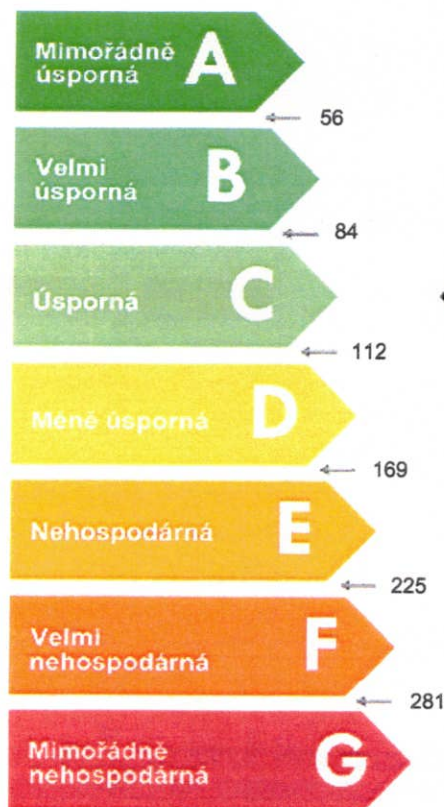 Mimořádně
úsporná
A
56
Velmi
úsporná
B
84
Úsporná
C
112
Méně úsporná
D
169
Nehospodárná
E
225
Velmi
nehospodárná
F
281
Mimořádně
nehospodárná
G